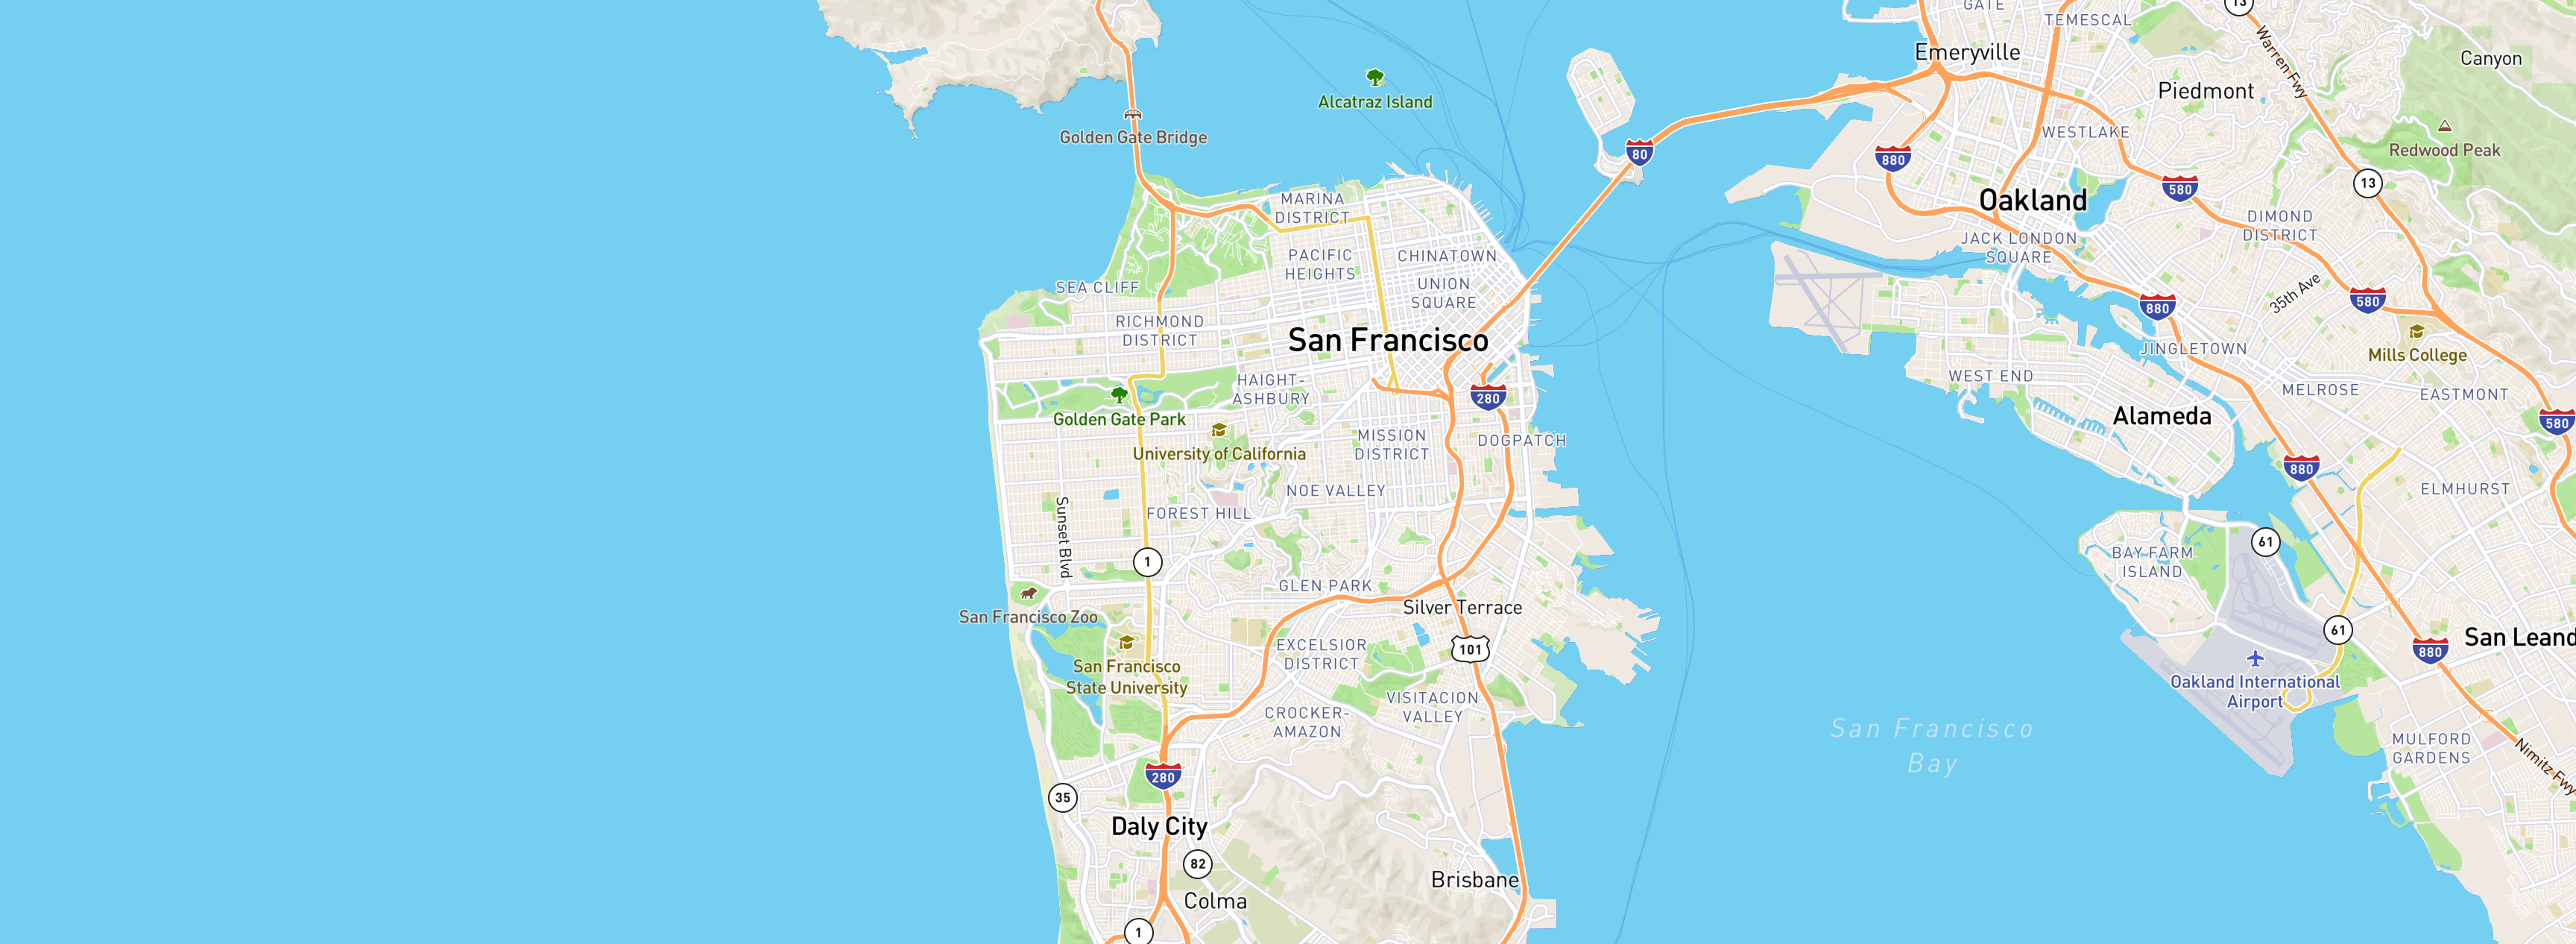 GATE
13
TEMESCAL
Emeryville
Warren Fwy
Canyon
Alcatraz Island
Piedmont
Golden Gate Bridge
WESTLAKE
80
880
Redwood Peak
580
13
MARINA
DISTRICT
Oakland
DIMOND
DISTRICT
JACK LONDON
SQUARE
PACIFIC
HEIGHTS
CHINATOWN
SEA CLIFF
UNION
SQUARE
35th Ave
580
880
RICHMOND
DISTRICT
San Francisco
JINGLETOWN
Mills College
HAIGHT-
ASHBURY
WEST END
MELROSE
EASTMONT
280
Golden Gate Park
Alameda
580
MISSION
DISTRICT
DOGPATCH
University of California
880
NOE VALLEY
ELMHURST
Sunset Blvd
FOREST HILL
61
1
BAY FARM
ISLAND
GLEN PARK
Silver Terrace
San Francisco Zoo
61
San Leand
880
101
EXCELSIOR
DISTRICT
San Francisco
State University
Oakland International
Airport
VISITACION
VALLEY
CROCKER-
AMAZON
San Francisco
Bay
MULFORD
GARDENS
Nimitz Fwy
280
35
Daly City
82
Brisbane
Colma
1